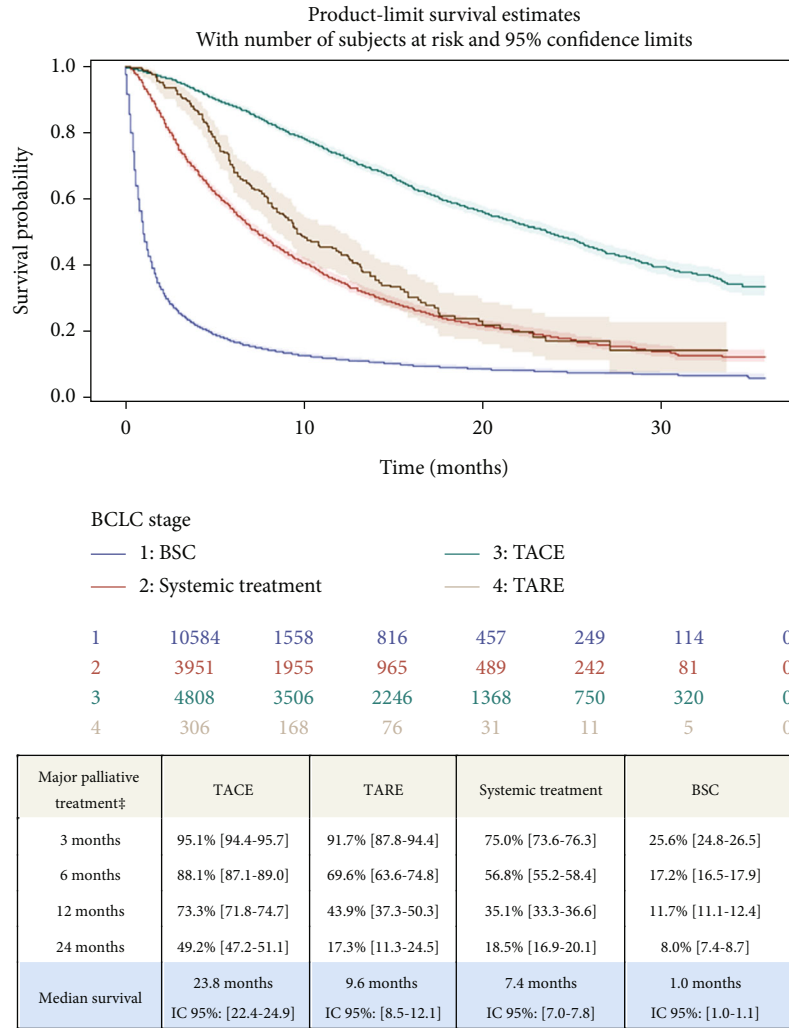 Product-limit survival estimates
With number of subjects at risk and 95% confidence limits
1.0
0.8
0.6
0.4
0.2
0.0
Survival probability
0 10 20 30
Time (months)
BCLC stage
1: BSC 3: TACE
2: Systemic treatment 4: TARE
1 10584 1558 816 457 249 114 0
2 3951 1955 965 489 242 81 0
3 4808 3506 2246 1368 750 320 0
4 306 168 76 31 11 5 0
Major palliative treatment‡ TACE TARE Systemic treatment BSC
3 months 95.1% [94.4-95.7] 91.7% [87.8-94.4] 75.0% [73.6-76.3] 25.6% [24.8-26.5]
6 months 88.1% [87.1-89.0] 69.6% [63.6-74.8] 56.8% [55.2-58.4] 17.2% [16.5-17.9]
12 months 73.3% [71.8-74.7] 43.9% [37.3-50.3] 35.1% [33.3-36.6] 11.7% [11.1-12.4]
24 months 49.2% [47.2-51.1] 17.3% [11.3-24.5] 18.5% [16.9-20.1] 8.0% [7.4-8.7]
Median survival 23.8 months 9.6 months 7.4 months 1.0 months
IC 95%: [22.4-24.9] IC 95%: [8.5-12.1] IC 95%: [7.0-7.8] IC 95%: [1.0-1.1]